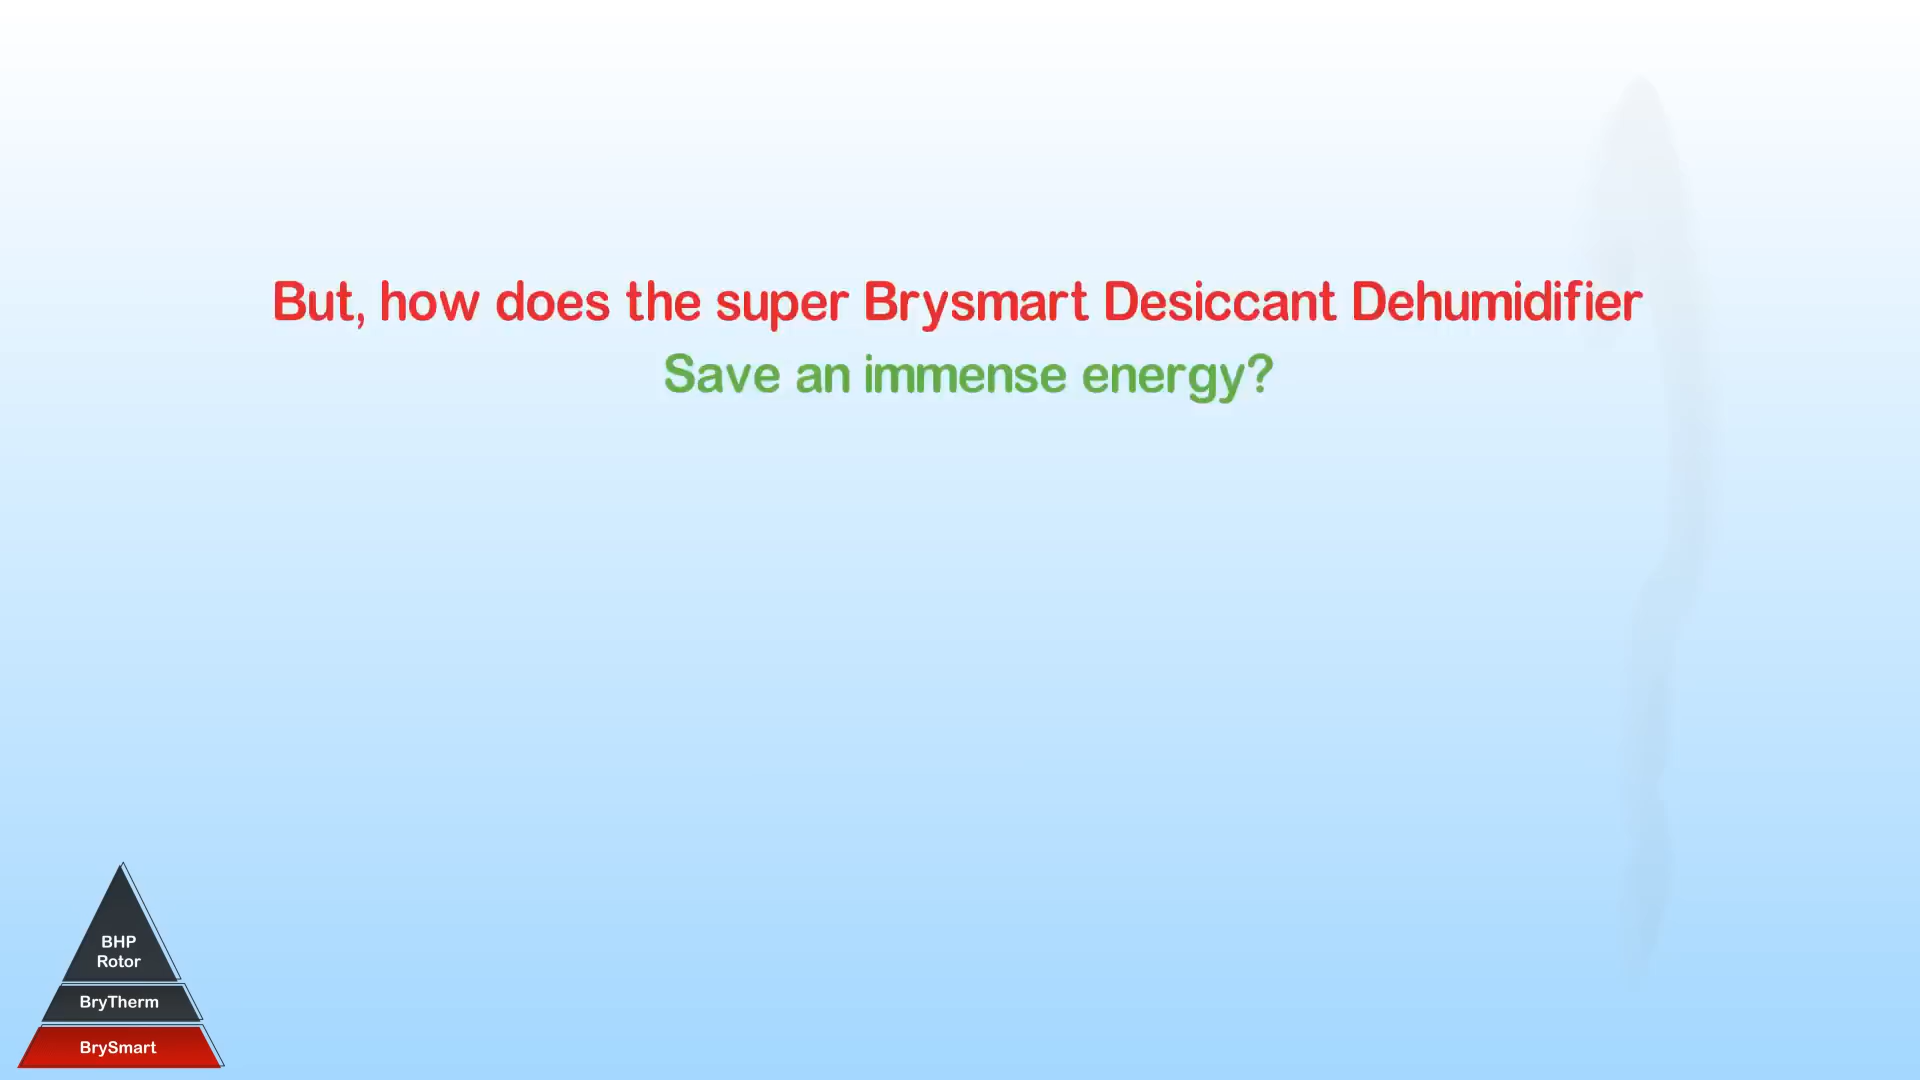 But, how does the super Brysmart Desiccant Dehumidifier
Save an immense energy?
BHP
Rotor
BryTherm
BrySmart